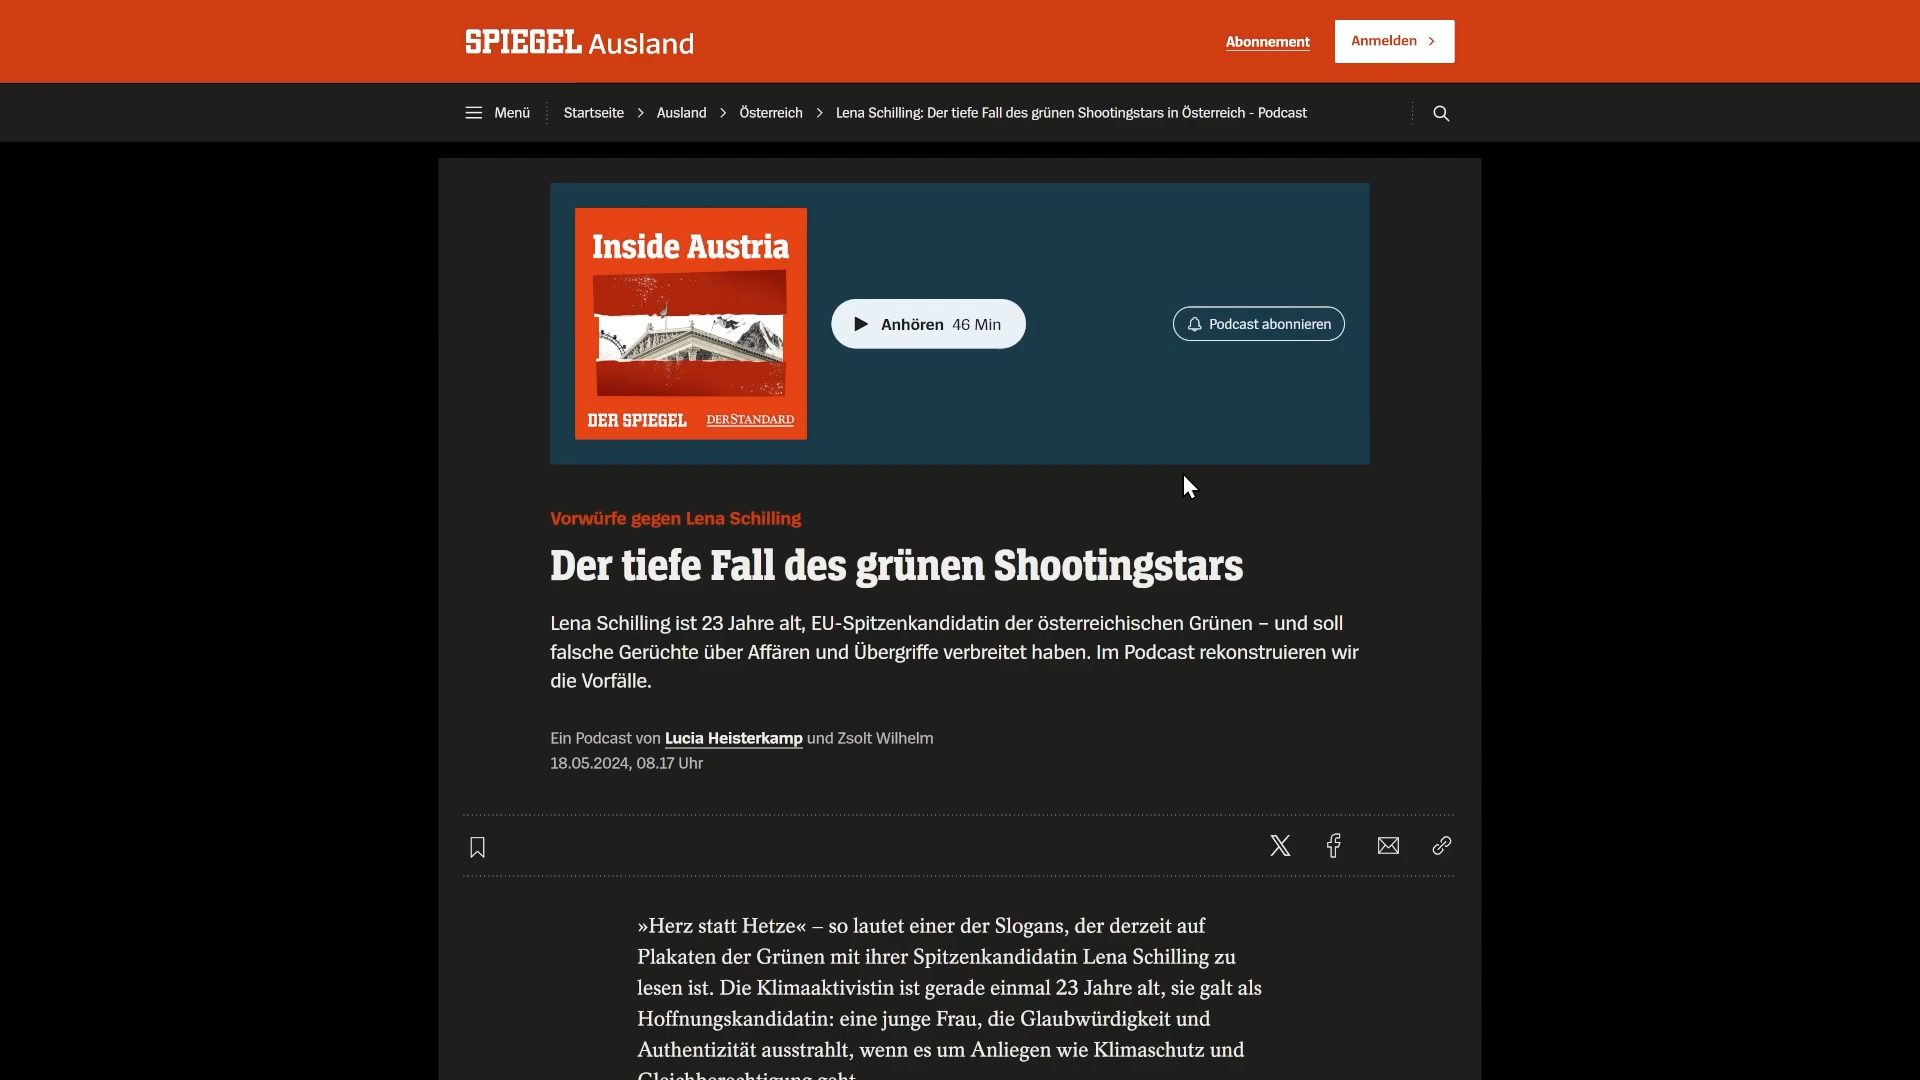 SPIEGEL Ausland
Abonnement
Anmelden
Menü
Startseite
Ausland
Österreich
Lena Schilling: Der tiefe Fall des grünen Shootingstars in Österreich - Podcast
Inside Austria
DER SPIEGEL
DERSTANDARD
Anhören 46 Min
Podcast abonnieren
Vorwürfe gegen Lena Schilling
Der tiefe Fall des grünen Shootingstars
Lena Schilling ist 23 Jahre alt, EU-Spitzenkandidatin der österreichischen Grünen – und soll
falsche Gerüchte über Affären und Übergriffe verbreitet haben. Im Podcast rekonstruieren wir
die Vorfälle.
Ein Podcast von Lucia Heisterkamp und Zsolt Wilhelm
18.05.2024, 08.17 Uhr
»Herz statt Hetze« – so lautet einer der Slogans, der derzeit auf
Plakaten der Grünen mit ihrer Spitzenkandidatin Lena Schilling zu
lesen ist. Die Klimaaktivistin ist gerade einmal 23 Jahre alt, sie galt als
Hoffnungskandidatin: eine junge Frau, die Glaubwürdigkeit und
Authentizität ausstrahlt, wenn es um Anliegen wie Klimaschutz und
Gleichberechtigung geht.